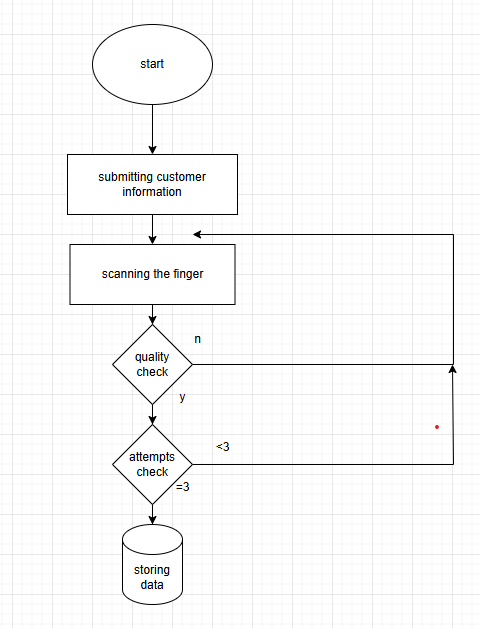 start
submitting customer
information
scanning the finger
n
quality
check
y
<3
attempts
check
=3
storing
data